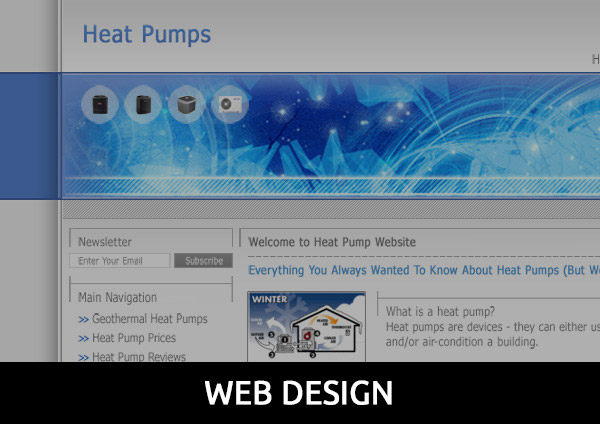 Heat Pumps
H
Newsletter
Enter Your Email
Subscribe
Welcome to Heat Pump Website
Everything You Always Wanted To Know About Heat Pumps (But We
Main Navigation
>> Geothermal Heat Pumps
>> Heat Pump Prices
>> Heat Pump Reviews
WINTER
What is a heat pump?
Heat pumps are devices - they can either us
and/or air-condition a building.
WEB DESIGN